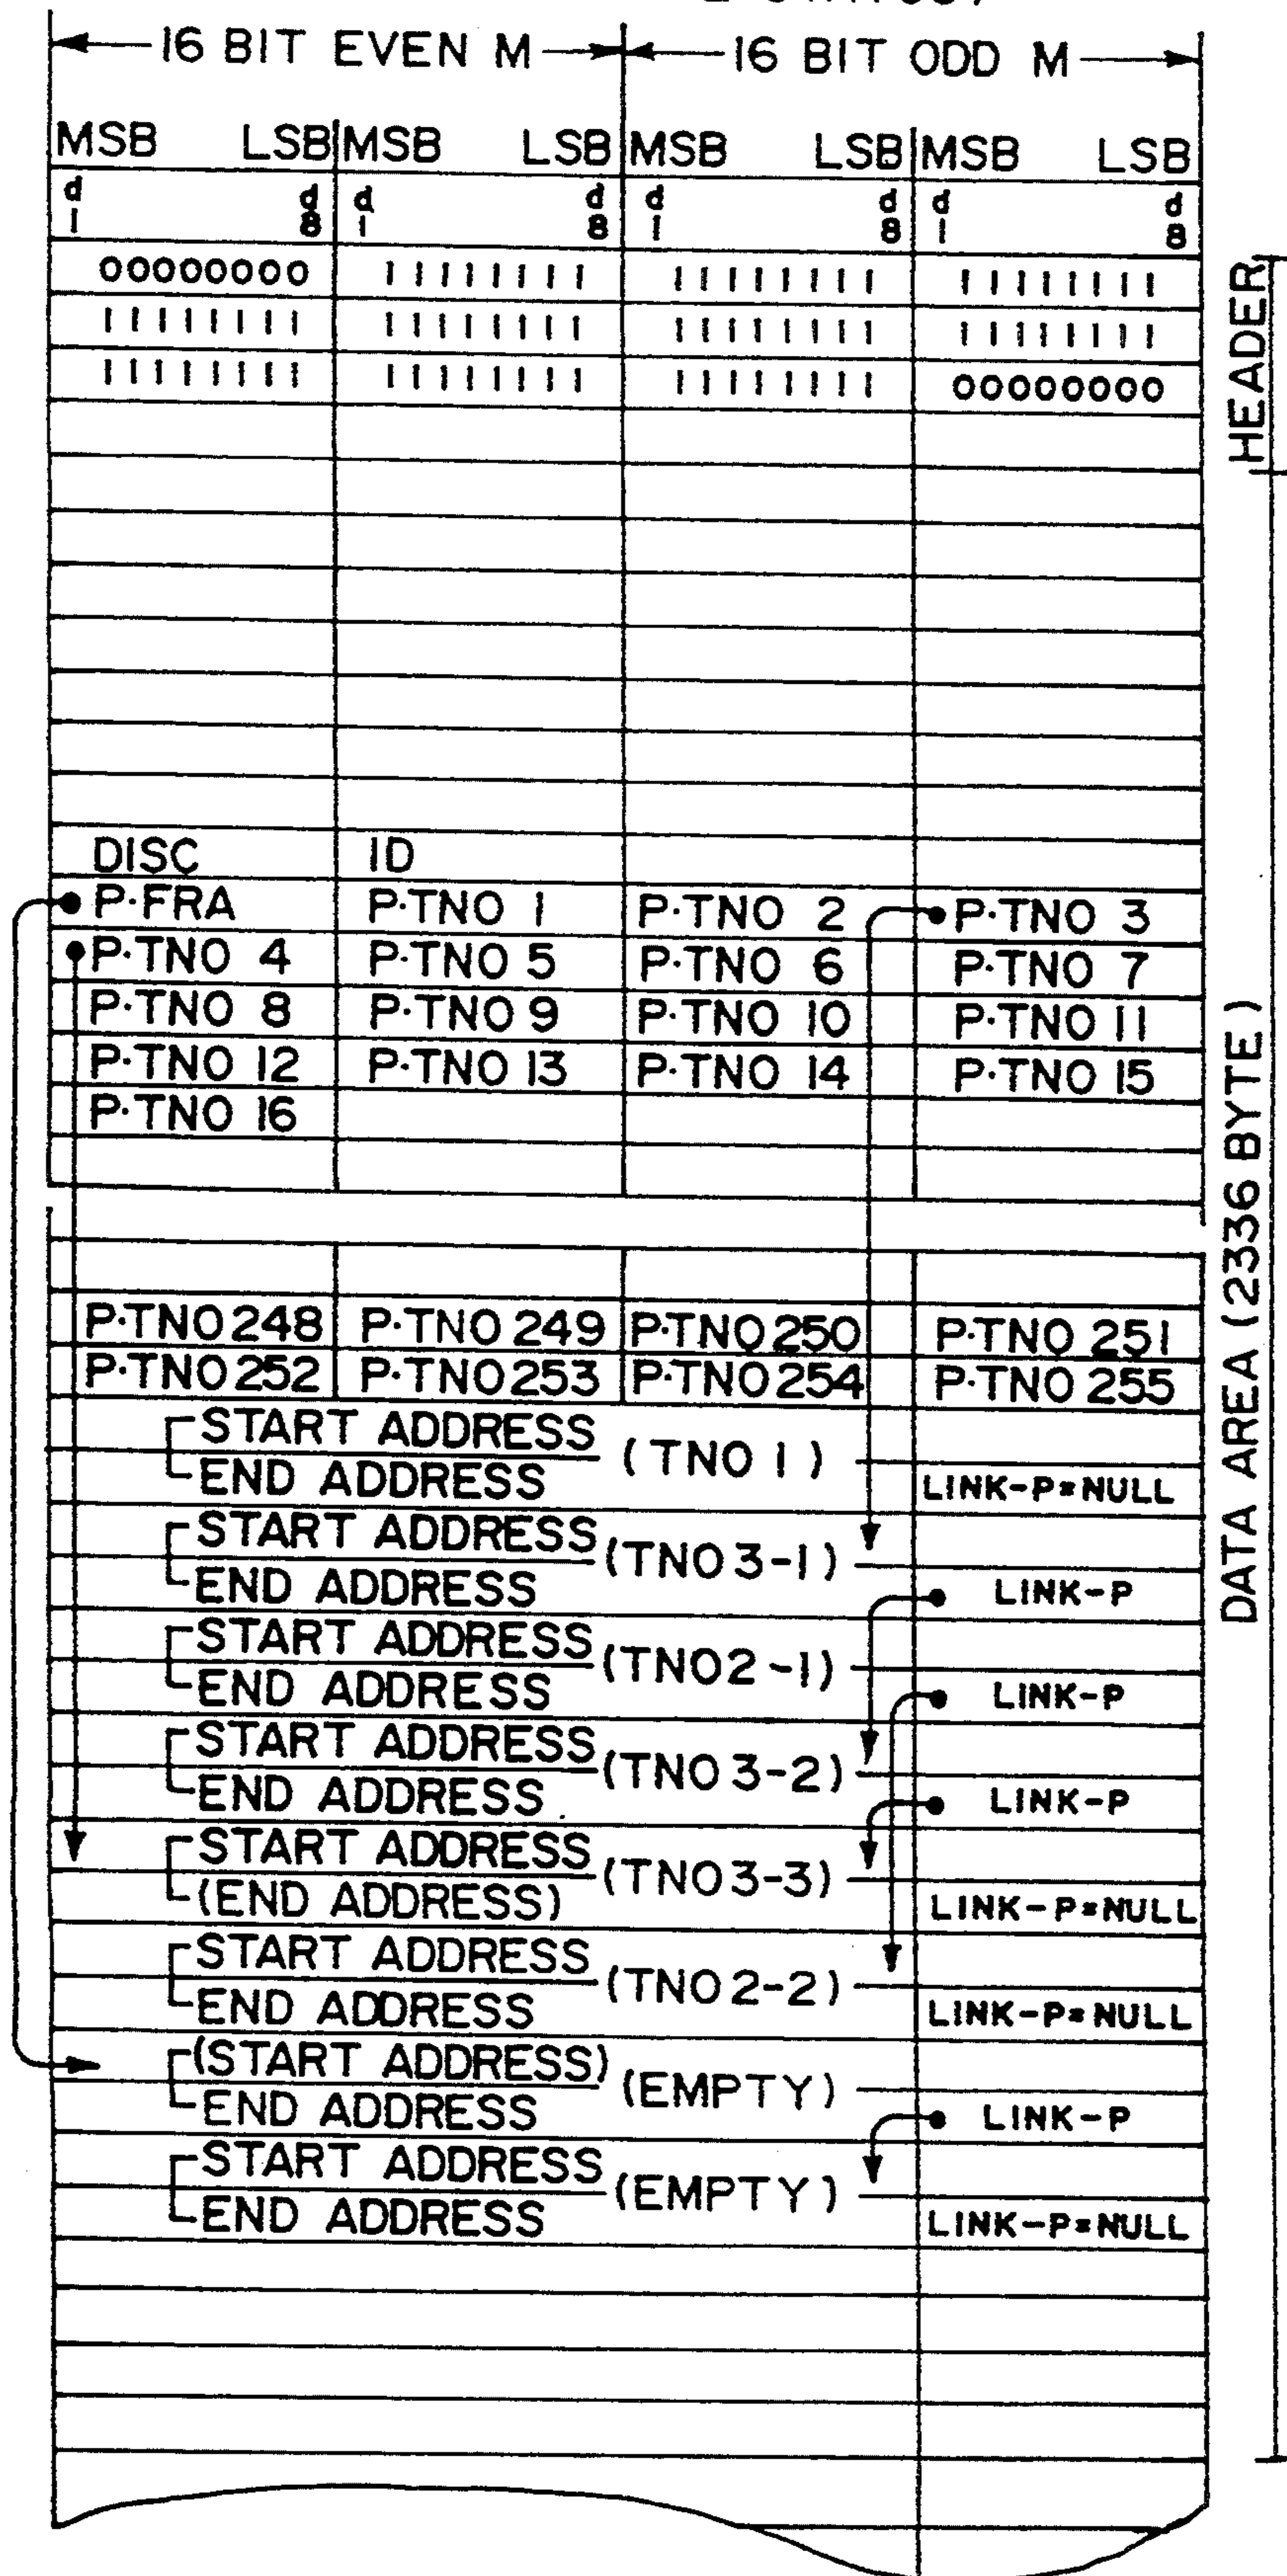 16 BIT EVEN M 16 BIT ODD M
MSB LSB MSB LSB MSB LSB MSB LSB
d1 d8 d1 d8 d1 d8 d1 d8
00000000 11111111 11111111 11111111
11111111 11111111 11111111 11111111
11111111 11111111 11111111 00000000
HEADER
DISC ID
P·FRA P·TNO 1 P·TNO 2 P·TNO 3
P·TNO 4 P·TNO 5 P·TNO 6 P·TNO 7
P·TNO 8 P·TNO 9 P·TNO 10 P·TNO 11
P·TNO 12 P·TNO 13 P·TNO 14 P·TNO 15
P·TNO 16
P·TNO 248 P·TNO 249 P·TNO 250 P·TNO 251
P·TNO 252 P·TNO 253 P·TNO 254 P·TNO 255
START ADDRESS
(TNO 1)
END ADDRESS LINK-P=NULL
START ADDRESS
(TNO 3-1)
END ADDRESS LINK-P
START ADDRESS
(TNO2-1)
END ADDRESS LINK-P
START ADDRESS
(TNO 3-2)
END ADDRESS LINK-P
START ADDRESS
(TNO3-3)
(END ADDRESS) LINK-P=NULL
START ADDRESS
(TNO 2-2)
END ADDRESS LINK-P=NULL
(START ADDRESS)
(EMPTY)
END ADDRESS LINK-P
START ADDRESS
(EMPTY)
END ADDRESS LINK-P=NULL
DATA AREA (2336 BYTE)